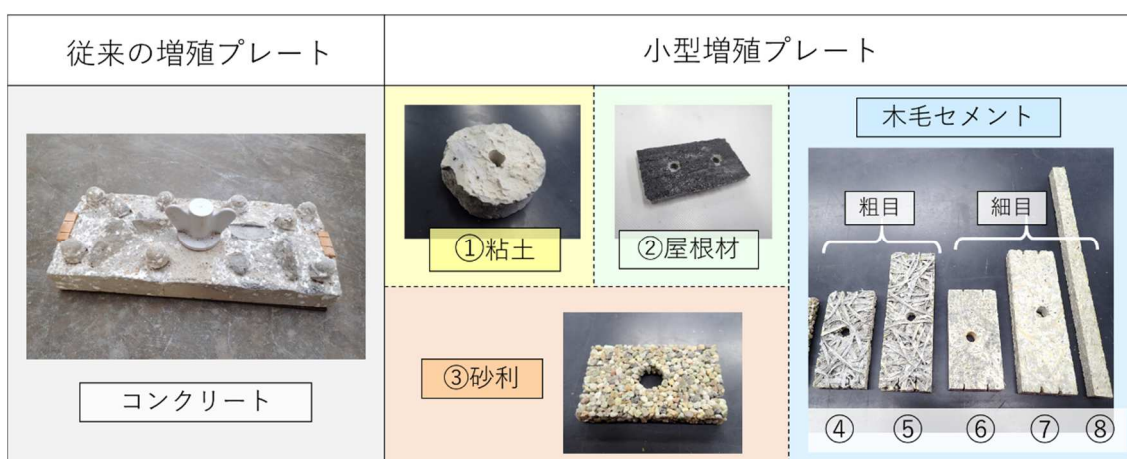 従来の増殖プレート
小型増殖プレート
コンクリート
①粘土
②屋根材
③砂利
木毛セメント
粗目
細目
④ ⑤ ⑥ ⑦ ⑧